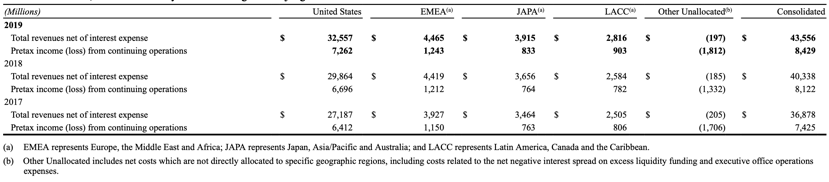 (Millions) United States EMEA(a) JAPA(a) LACC(a) Other Unallocated(b) Consolidated
2019
Total revenues net of interest expense $ 32,557 $ 4,465 $ 3,915 $ 2,816 $ (197) $ 43,556
Pretax income (loss) from continuing operations 7,262 1,243 833 903 (1,812) 8,429
2018
Total revenues net of interest expense $ 29,864 $ 4,419 $ 3,656 $ 2,584 $ (185) $ 40,338
Pretax income (loss) from continuing operations 6,696 1,212 764 782 (1,332) 8,122
2017
Total revenues net of interest expense $ 27,187 $ 3,927 $ 3,464 $ 2,505 $ (205) $ 36,878
Pretax income (loss) from continuing operations 6,412 1,150 763 806 (1,706) 7,425
(a) EMEA represents Europe, the Middle East and Africa; JAPA represents Japan, Asia/Pacific and Australia; and LACC represents Latin America, Canada and the Caribbean.
(b) Other Unallocated includes net costs which are not directly allocated to specific geographic regions, including costs related to the net negative interest spread on excess liquidity funding and executive office operations
expenses.